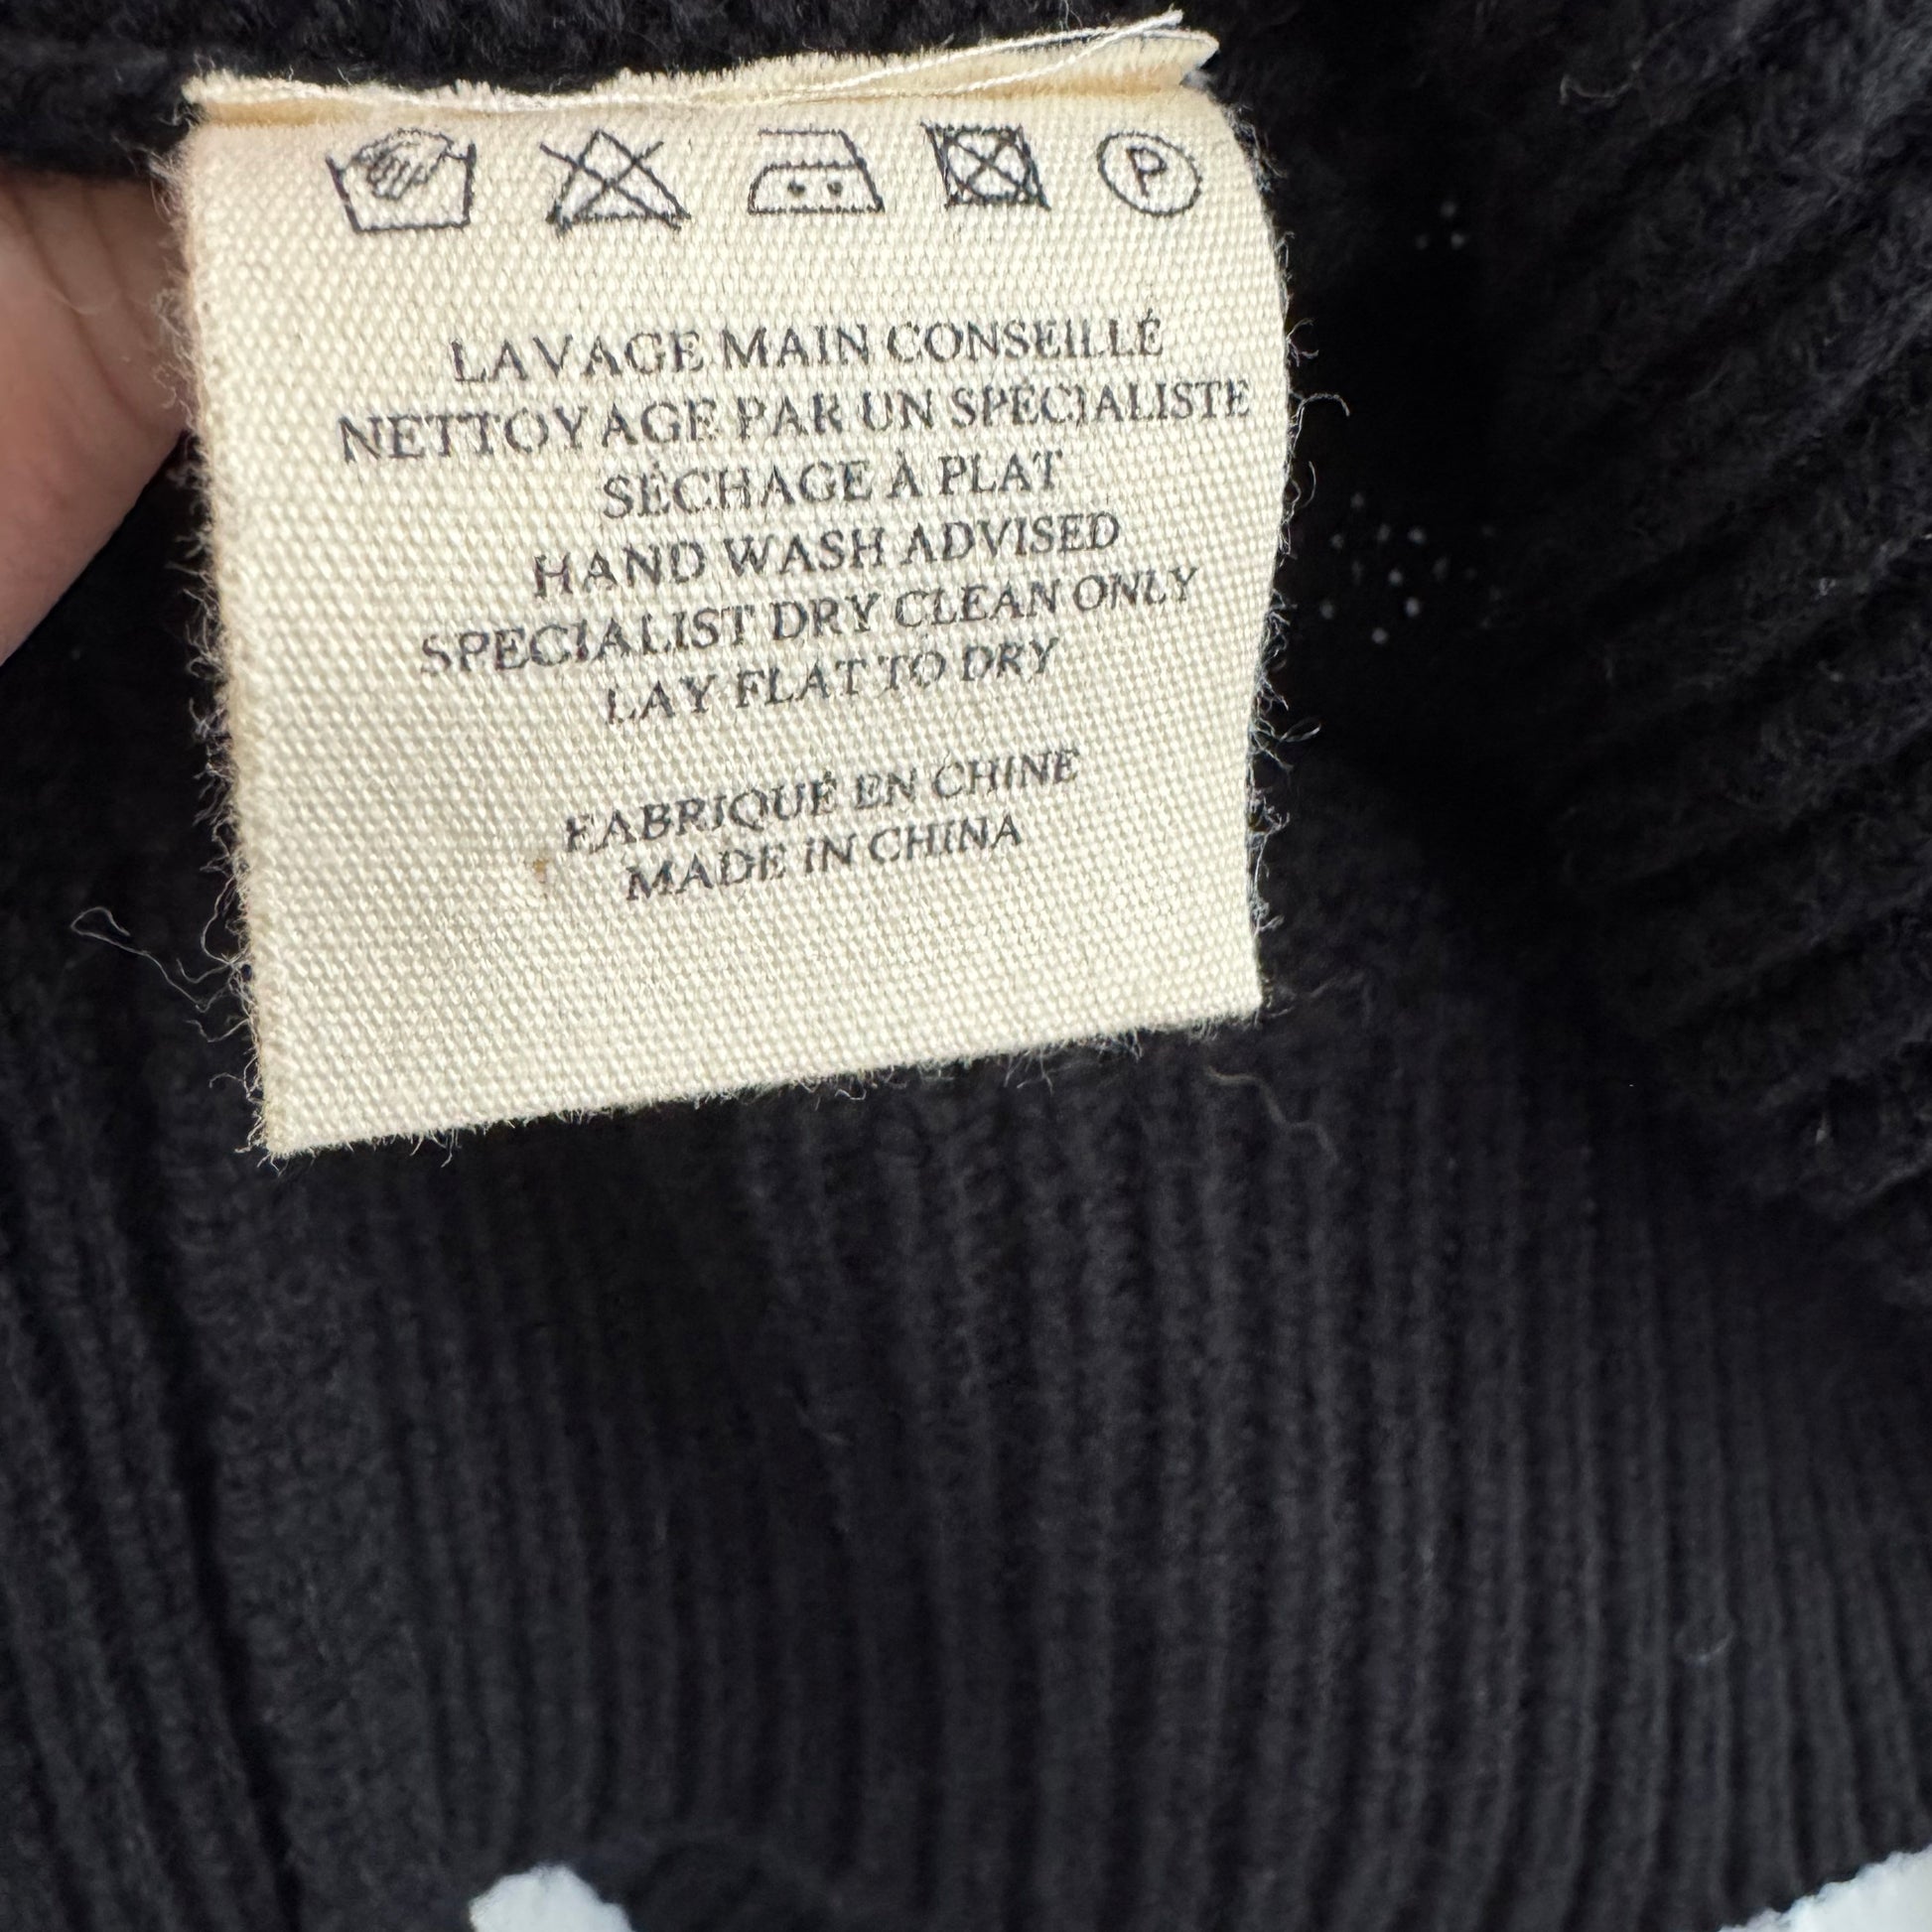 P
LAVAGE MAIN CONSEILLÉ
NETTOYAGE PAR UN SPÉCIALISTE
SÉCHAGE À PLAT
HAND WASH ADVISED
SPECIALIST DRY CLEAN ONLY
LAY FLAT TO DRY
FABRIQUÉ EN CHINE
MADE IN CHINA